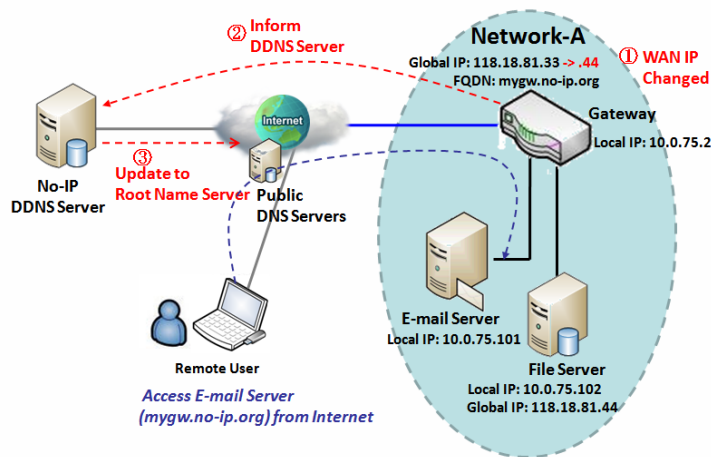 ② Inform
DDNS Server
Network-A
Global IP: 118.18.81.33 -> .44
FQDN: mygw.no-ip.org
① WAN IP
Changed
Gateway
Local IP: 10.0.75.2
Internet
③
Update to
Root Name Server
No-IP
DDNS Server
Public
DNS Servers
E-mail Server
Local IP: 10.0.75.101
Remote User
File Server
Local IP: 10.0.75.102
Global IP: 118.18.81.44
Access E-mail Server
(mygw.no-ip.org) from Internet